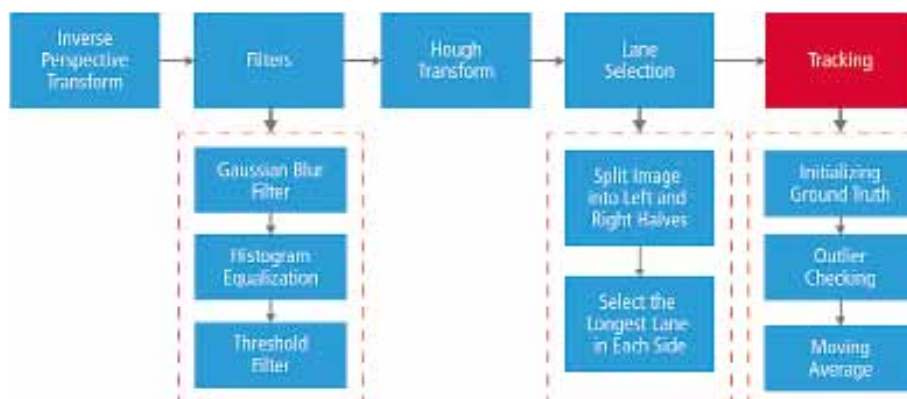 Inverse
Perspective
Transform
Filters
Hough
Transform
Lane
Selection
Tracking
Gaussian Blur
Filter
Histogram
Equalization
Threshold
Filter
Split Image
into Left and
Right Halves
Select the
Longest Lane
in Each Side
Initializing
Ground Truth
Outlier
Checking
Moving
Average